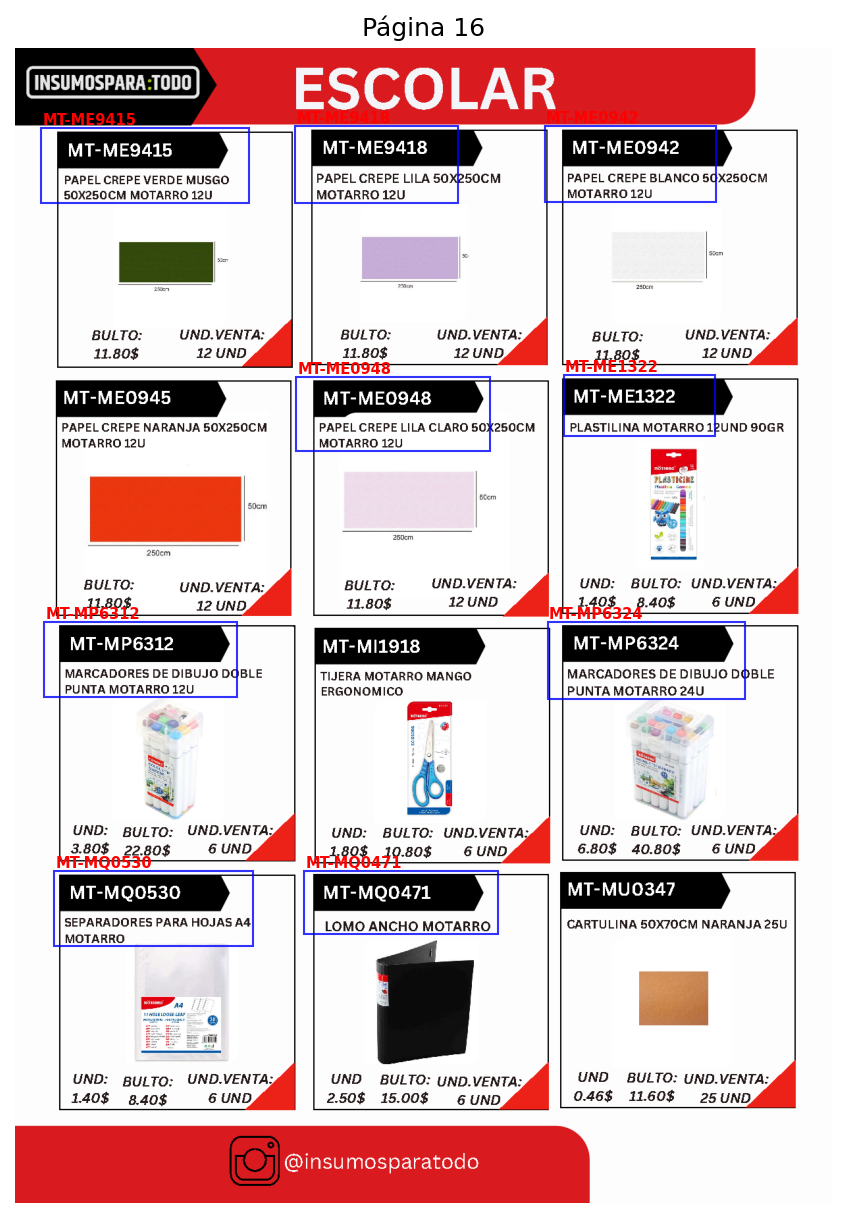 Página 16
INSUMOSPARA:TODO
ESCOLAR
MT-ME9415
MT-ME9418
MT-ME0942
MT-ME9415
PAPEL CREPE VERDE MUSGO
50X250CM MOTARRO 12U
50cm
250cm
BULTO:
11.80$
UND.VENTA:
12 UND
MT-ME9418
PAPEL CREPE LILA 50X250CM
MOTARRO 12U
50
250cm
BULTO:
11.80$
UND.VENTA:
12 UND
MT-ME0942
PAPEL CREPE BLANCO 50X250CM
MOTARRO 12U
50cm
250cm
BULTO:
11.80$
UND.VENTA:
12 UND
MT-ME0948
MT-ME1322
MT-ME0945
PAPEL CREPE NARANJA 50X250CM
MOTARRO 12U
50cm
250cm
BULTO:
11.80$
UND.VENTA:
12 UND
MT-ME0948
PAPEL CREPE LILA CLARO 50X250CM
MOTARRO 12U
50cm
250cm
BULTO:
11.80$
UND.VENTA:
12 UND
MT-ME1322
PLASTILINA MOTARRO 12UND 90GR
MOTARRO
PLASTICINE
UND:
1.40$
BULTO:
8.40$
UND.VENTA:
6 UND
MT-MP6312
MT-MP6324
MT-MP6312
MARCADORES DE DIBUJO DOBLE
PUNTA MOTARRO 12U
UND:
3.80$
BULTO:
22.80$
UND.VENTA:
6 UND
MT-MI1918
TIJERA MOTARRO MANGO
ERGONOMICO
UND:
1.80$
BULTO:
10.80$
UND.VENTA:
6 UND
MT-MP6324
MARCADORES DE DIBUJO DOBLE
PUNTA MOTARRO 24U
UND:
6.80$
BULTO:
40.80$
UND.VENTA:
6 UND
MT-MQ0530
MT-MQ0471
MT-MQ0530
SEPARADORES PARA HOJAS A4
MOTARRO
MOTARRO
A4
11 HOLE LOOSE LEAF
UND:
1.40$
BULTO:
8.40$
UND.VENTA:
6 UND
MT-MQ0471
LOMO ANCHO MOTARRO
UND
2.50$
BULTO:
15.00$
UND.VENTA:
6 UND
MT-MU0347
CARTULINA 50X70CM NARANJA 25U
UND
0.46$
BULTO:
11.60$
UND.VENTA:
25 UND
@insumosparatodo